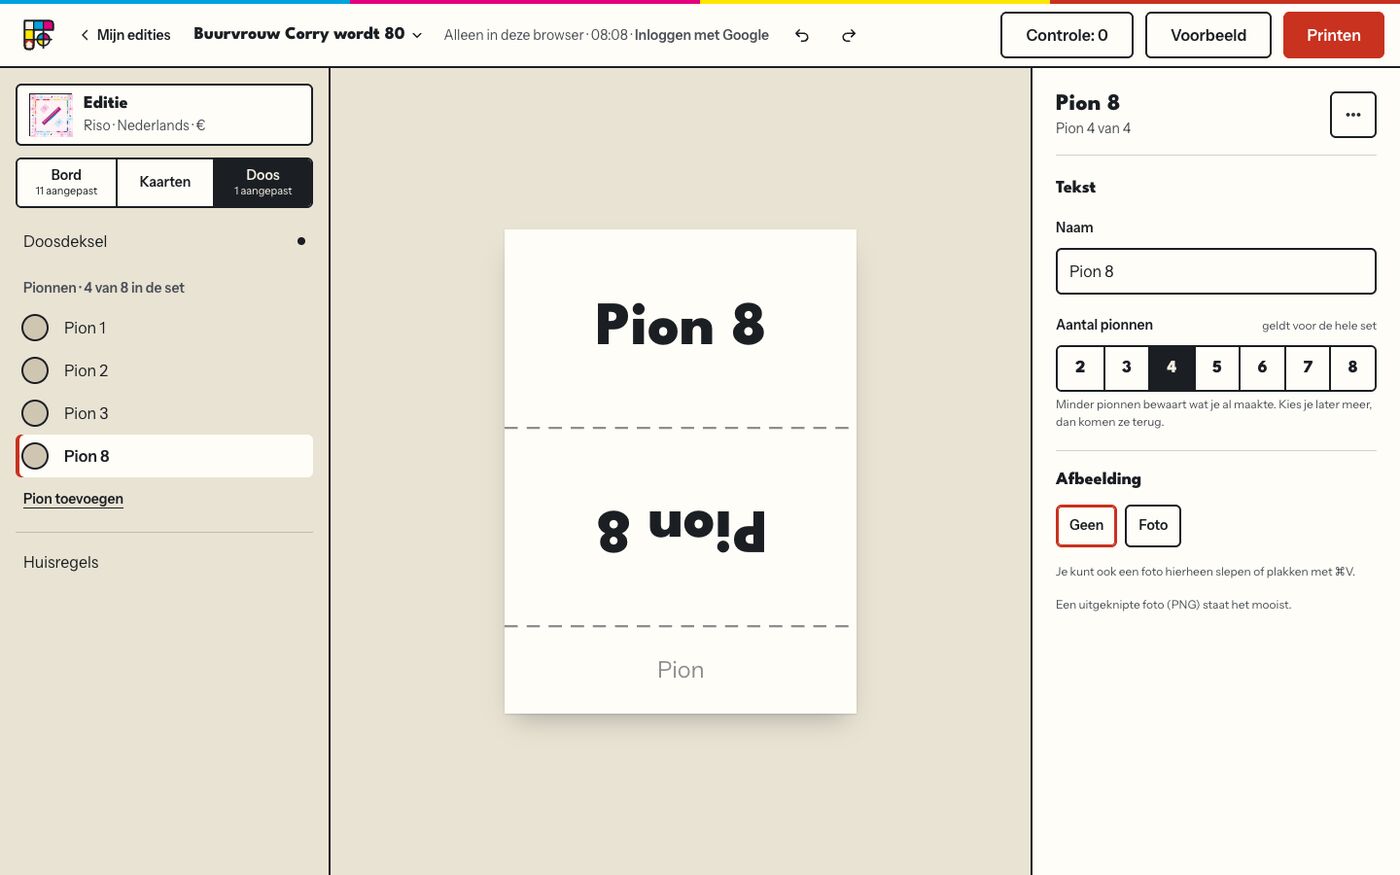 Mijn edities
Buurvrouw Corry wordt 80
Alleen in deze browser · 08:08 · Inloggen met Google
Controle: 0
Voorbeeld
Printen
Editie
Riso · Nederlands · €
Bord
11 aangepast
Kaarten
Doos
1 aangepast
Doosdeksel
Pionnen · 4 van 8 in de set
Pion 1
Pion 2
Pion 3
Pion 8
Pion toevoegen
Huisregels
Pion 8
Pion 8
Pion
Pion 8
Pion 4 van 4
Tekst
Naam
Pion 8
Aantal pionnen
geldt voor de hele set
2 3 4 5 6 7 8
Minder pionnen bewaart wat je al maakte. Kies je later meer,
dan komen ze terug.
Afbeelding
Geen
Foto
Je kunt ook een foto hierheen slepen of plakken met ⌘V.
Een uitgeknipte foto (PNG) staat het mooist.